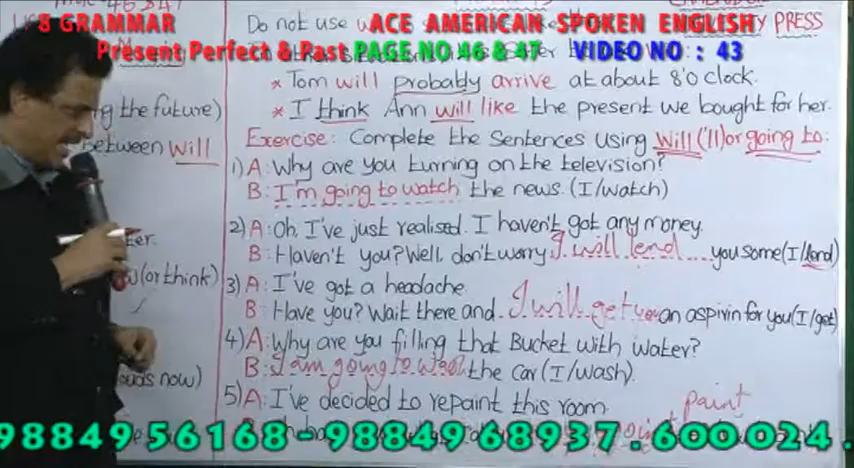 8 GRAMMAR
ACE AMERICAN SPOKEN ENGLISH
Present Perfect & Past PAGE NO 46 & 47 VIDEO NO : 43
Do not use
PRESS
* Tom will probably arrive at about 8'o clock.
* I think Ann will like the present we bought for her.
Exercise: Complete the Sentences using Will ('ll) or going to:
1) A: Why are you turning on the television?
B: I'm going to watch the news. (I/watch)
2) A: Oh, I've just realised. I haven't got any money.
B: Haven't you? Well, don't worry I will lend you some (I/lend)
3) A: I've got a headache.
B: Have you? Wait there and I will get you an aspirin for you (I/get)
4) A: Why are you filling that Bucket with water?
B: I am going to wash the car (I/wash).
5) A: I've decided to repaint this room.
paint
the future)
between will
(or think)
now)
98849 56168 - 98849 68937. 600 024.